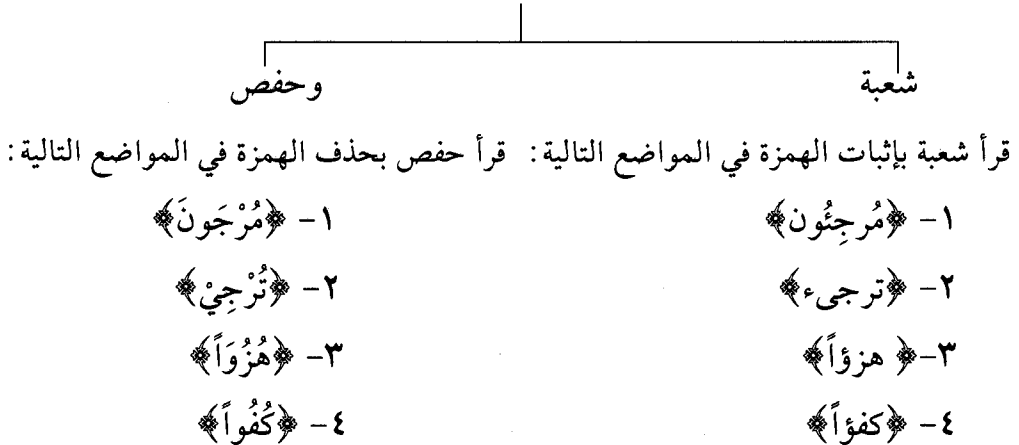 شعبة وحفص
قرأ شعبة بإثبات الهمزة في المواضع التالية: قرأ حفص بحذف الهمزة في المواضع التالية:
١- ﴿مُرجِئُون﴾ ١- ﴿مُرْجَونَ﴾
٢- ﴿ترجىء﴾ ٢- ﴿تُرْجِيْ﴾
٣-﴿ هزؤاً﴾ ٣- ﴿هُزُوَاً﴾
٤- ﴿كفؤاً﴾ ٤- ﴿كُفُواً﴾